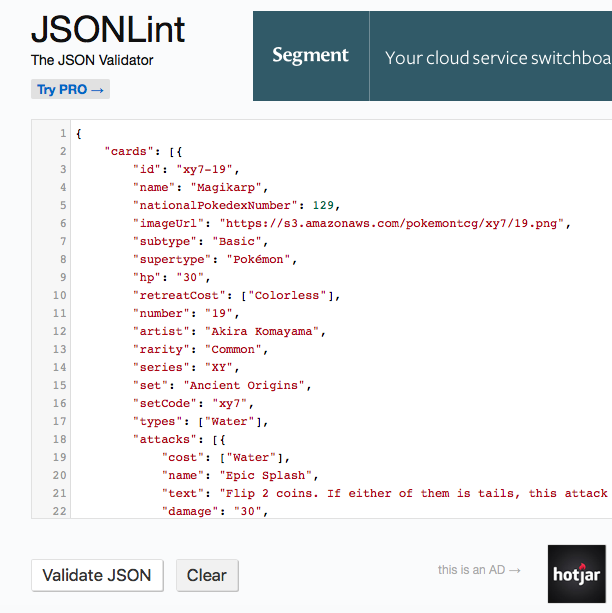 JSONLint
The JSON Validator
Try PRO →
Segment
Your cloud service switchboa
1 {
2 "cards": [{
3 "id": "xy7-19",
4 "name": "Magikarp",
5 "nationalPokedexNumber": 129,
6 "imageUrl": "https://s3.amazonaws.com/pokemontcg/xy7/19.png",
7 "subtype": "Basic",
8 "supertype": "Pokémon",
9 "hp": "30",
10 "retreatCost": ["Colorless"],
11 "number": "19",
12 "artist": "Akira Komayama",
13 "rarity": "Common",
14 "series": "XY",
15 "set": "Ancient Origins",
16 "setCode": "xy7",
17 "types": ["Water"],
18 "attacks": [{
19 "cost": ["Water"],
20 "name": "Epic Splash",
21 "text": "Flip 2 coins. If either of them is tails, this attack
22 "damage": "30",
Validate JSON
Clear
this is an AD →
hotjar